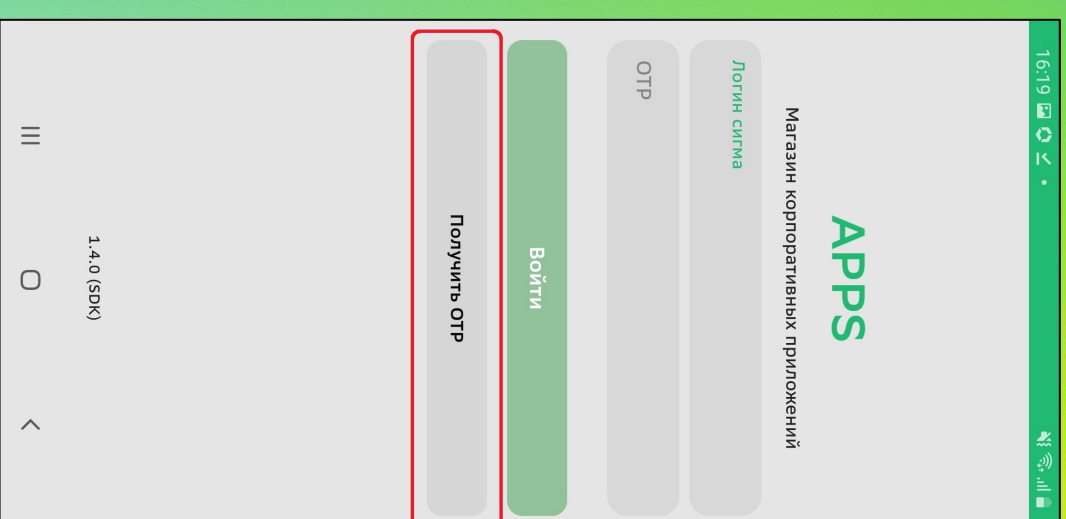 16:19
APPS
Магазин корпоративных приложений
Логин сигма
OTP
Войти
Получить OTP
1.4.0 (SDK)